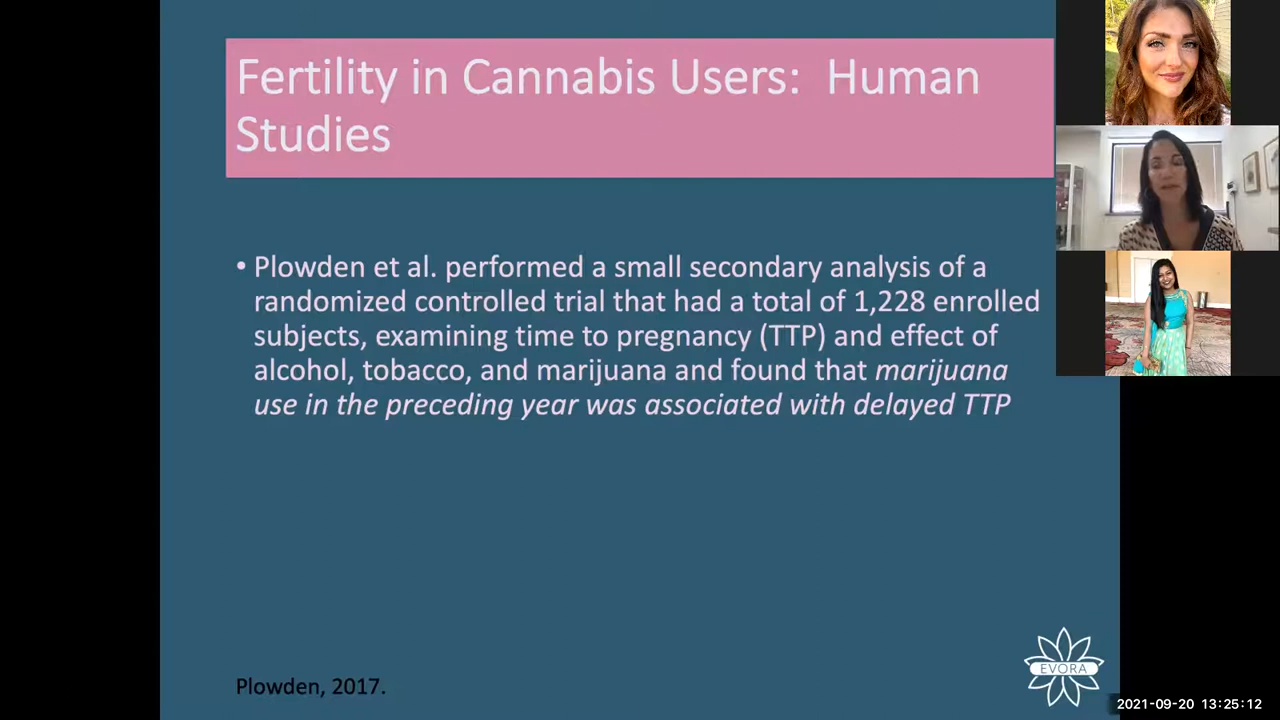 Fertility in Cannabis Users:  Human
Studies
• Plowden et al. performed a small secondary analysis of a
randomized controlled trial that had a total of 1,228 enrolled
subjects, examining time to pregnancy (TTP) and effect of
alcohol, tobacco, and marijuana and found that marijuana
use in the preceding year was associated with delayed TTP
Plowden, 2017.
EVORA
2021-09-20 13:25:12